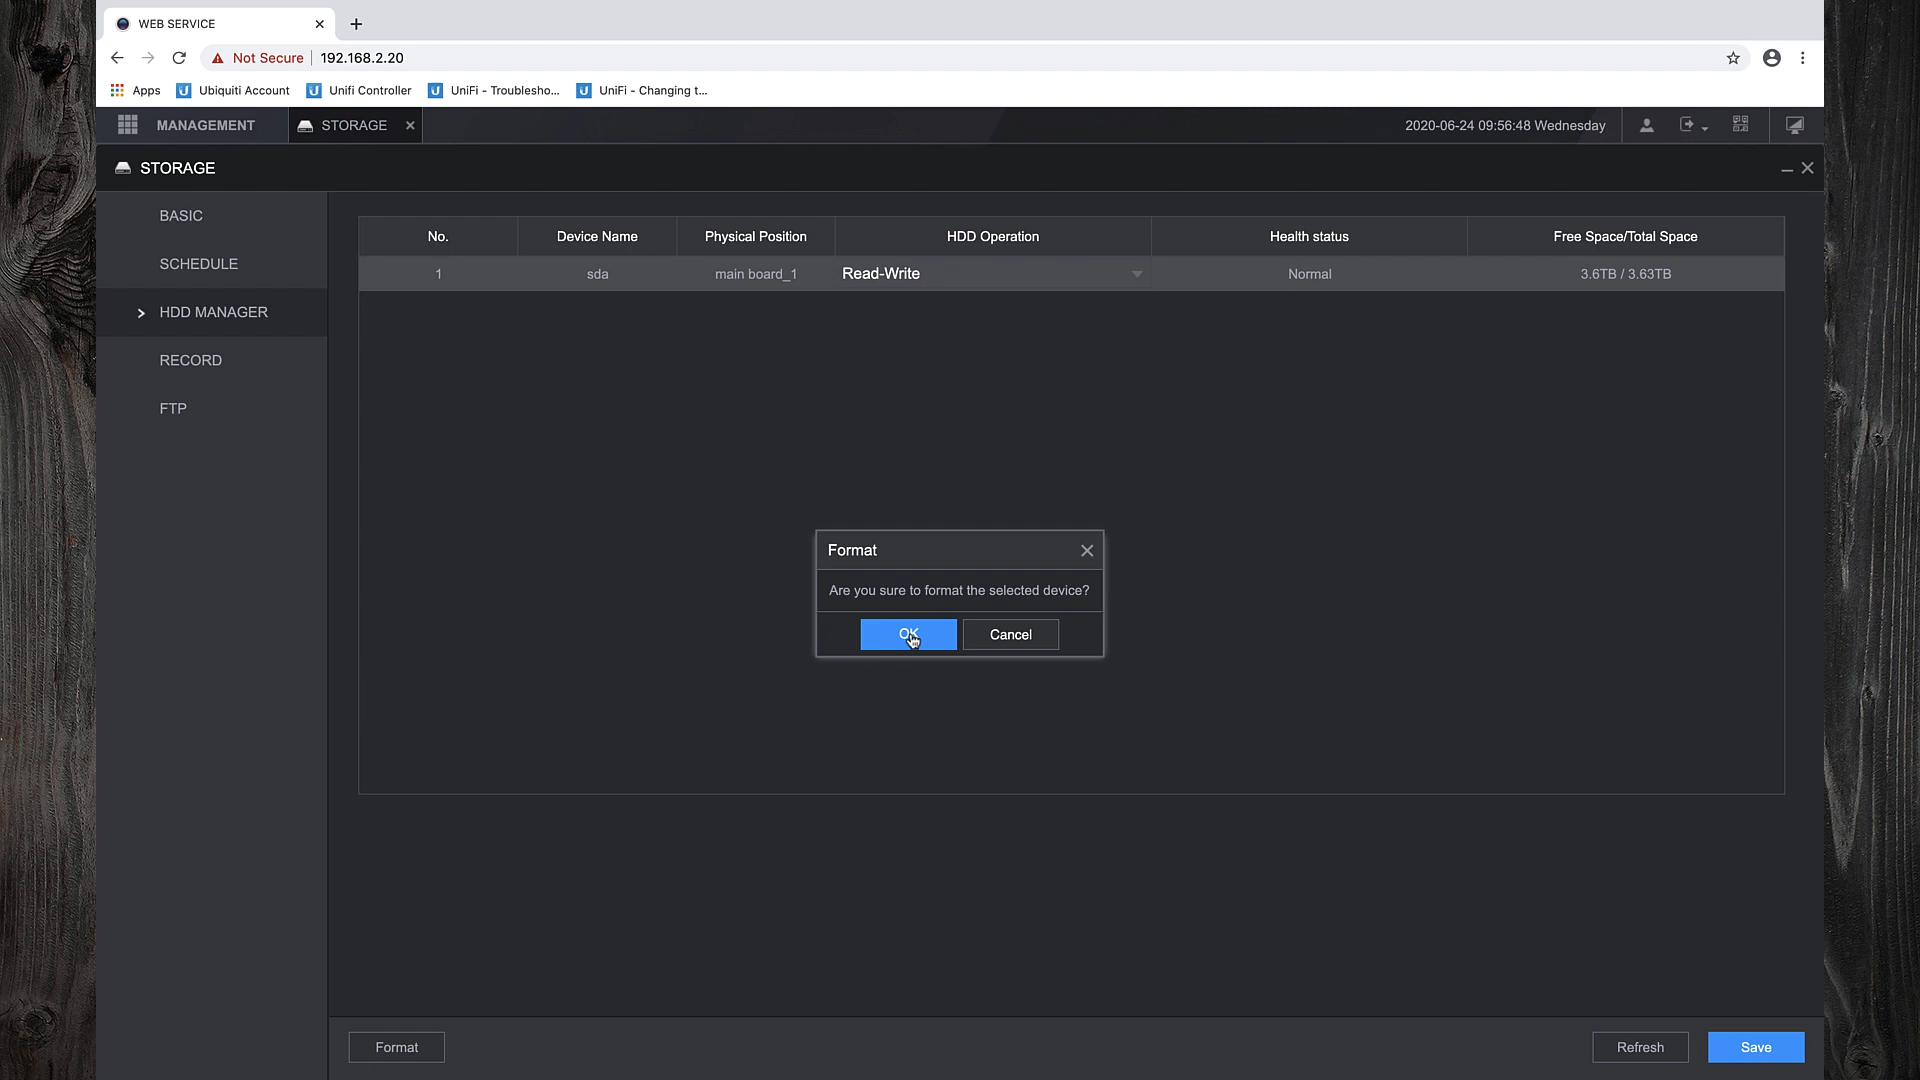 WEB SERVICE
Not Secure 192.168.2.20
Apps Ubiquiti Account Unifi Controller UniFi - Troublesho... UniFi - Changing t...
MANAGEMENT STORAGE 2020-06-24 09:56:48 Wednesday
STORAGE
BASIC
SCHEDULE
HDD MANAGER
RECORD
FTP
No. Device Name Physical Position HDD Operation Health status Free Space/Total Space
1 sda main board_1 Read-Write Normal 3.6TB / 3.63TB
Format
Are you sure to format the selected device?
OK Cancel
Format Refresh Save